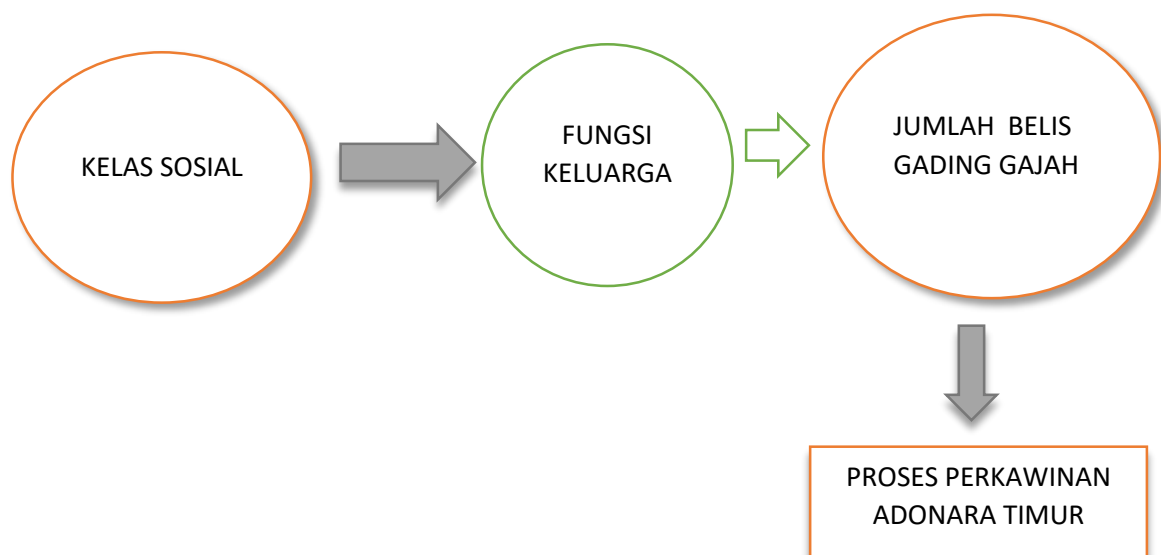 KELAS SOSIAL
FUNGSI
KELUARGA
JUMLAH BELIS
GADING GAJAH
PROSES PERKAWINAN
ADONARA TIMUR